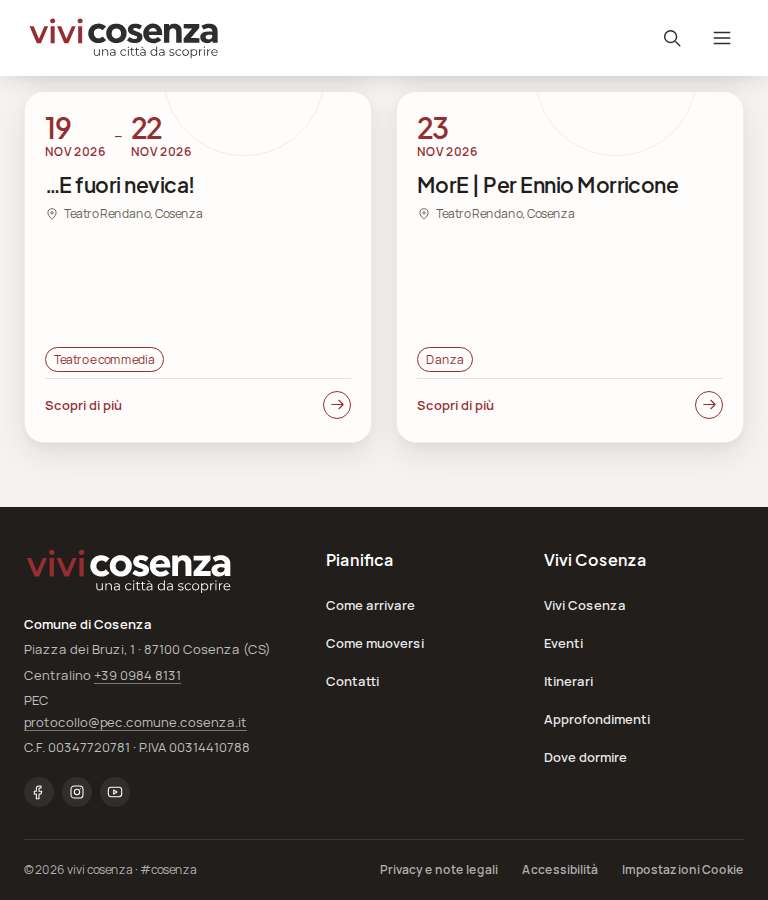 vivi cosenza
una città da scoprire
19 – 22
NOV 2026 NOV 2026
...E fuori nevica!
Teatro Rendano, Cosenza
Teatro e commedia
Scopri di più
23
NOV 2026
MorE | Per Ennio Morricone
Teatro Rendano, Cosenza
Danza
Scopri di più
vivi cosenza
una città da scoprire
Comune di Cosenza
Piazza dei Bruzi, 1 · 87100 Cosenza (CS)
Centralino +39 0984 8131
PEC
protocollo@pec.comune.cosenza.it
C.F. 00347720781 · P.IVA 00314410788
Pianifica
Come arrivare
Come muoversi
Contatti
Vivi Cosenza
Vivi Cosenza
Eventi
Itinerari
Approfondimenti
Dove dormire
© 2026 vivi cosenza · #cosenza
Privacy e note legali
Accessibilità
Impostazioni Cookie